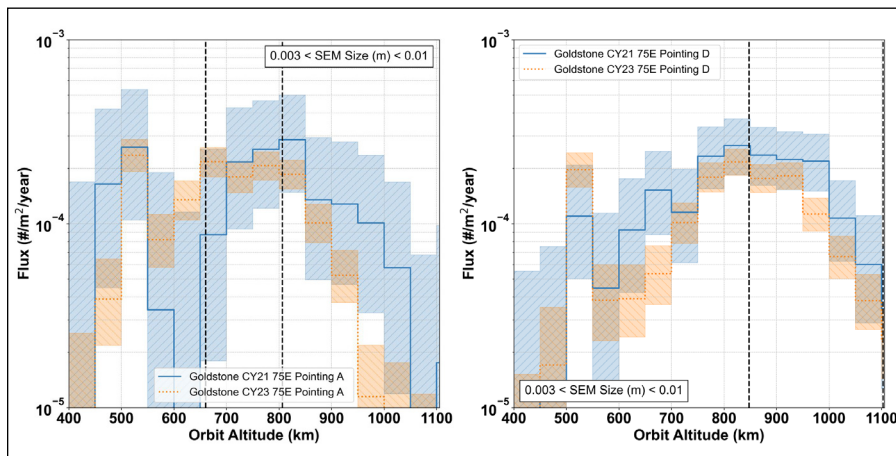 0.003 < SEM Size (m) < 0.01
10⁻³
10⁻⁴
10⁻⁵
Flux (#/m²/year)
Goldstone CY21 75E Pointing A
Goldstone CY23 75E Pointing A
400 500 600 700 800 900 1000 1100
Orbit Altitude (km)
Goldstone CY21 75E Pointing D
Goldstone CY23 75E Pointing D
10⁻³
10⁻⁴
10⁻⁵
Flux (#/m²/year)
0.003 < SEM Size (m) < 0.01
400 500 600 700 800 900 1000 1100
Orbit Altitude (km)